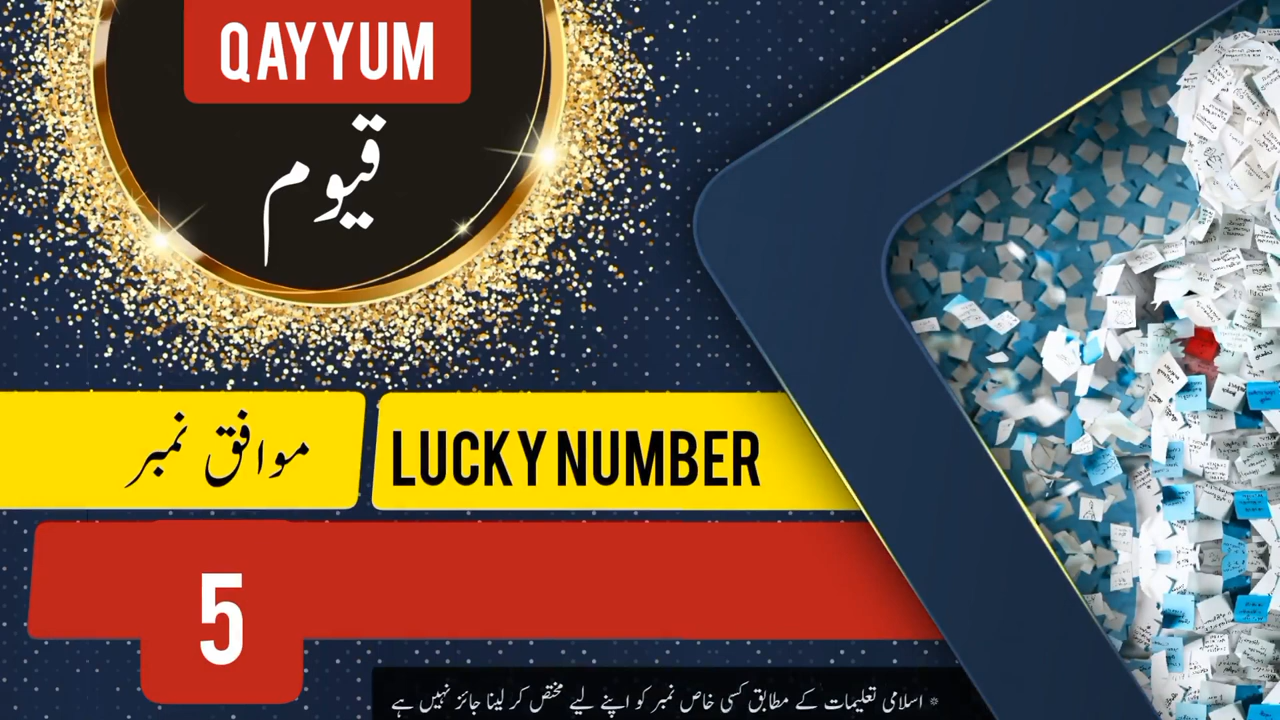 QAYYUM
قیوم
موافق نمبر
LUCKY NUMBER
5
* اسلامی تعلیمات کے مطابق کسی خاص نمبر کو اپنے لیے مختص کر لینا جائز نہیں ہے